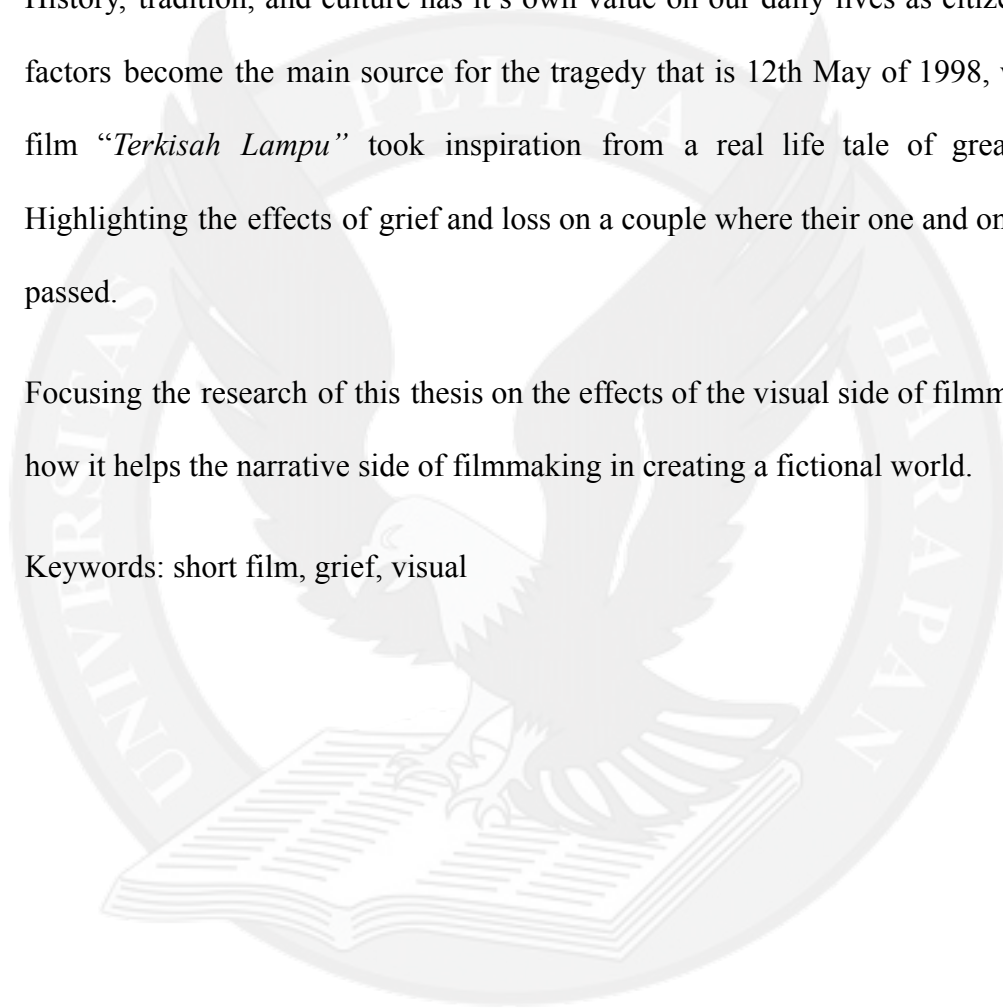 History, tradition, and culture has it's own value on our daily lives as
factors become the main source for the tragedy that is 12th May of 1998,
film “Terkisah Lampu” took inspiration from a real life tale of
Highlighting the effects of grief and loss on a couple where their one and
passed.
Focusing the research of this thesis on the effects of the visual side of
how it helps the narrative side of filmmaking in creating a fictional world.
Keywords: short film, grief, visual
UNIVERSITAS PELITA HARAPAN